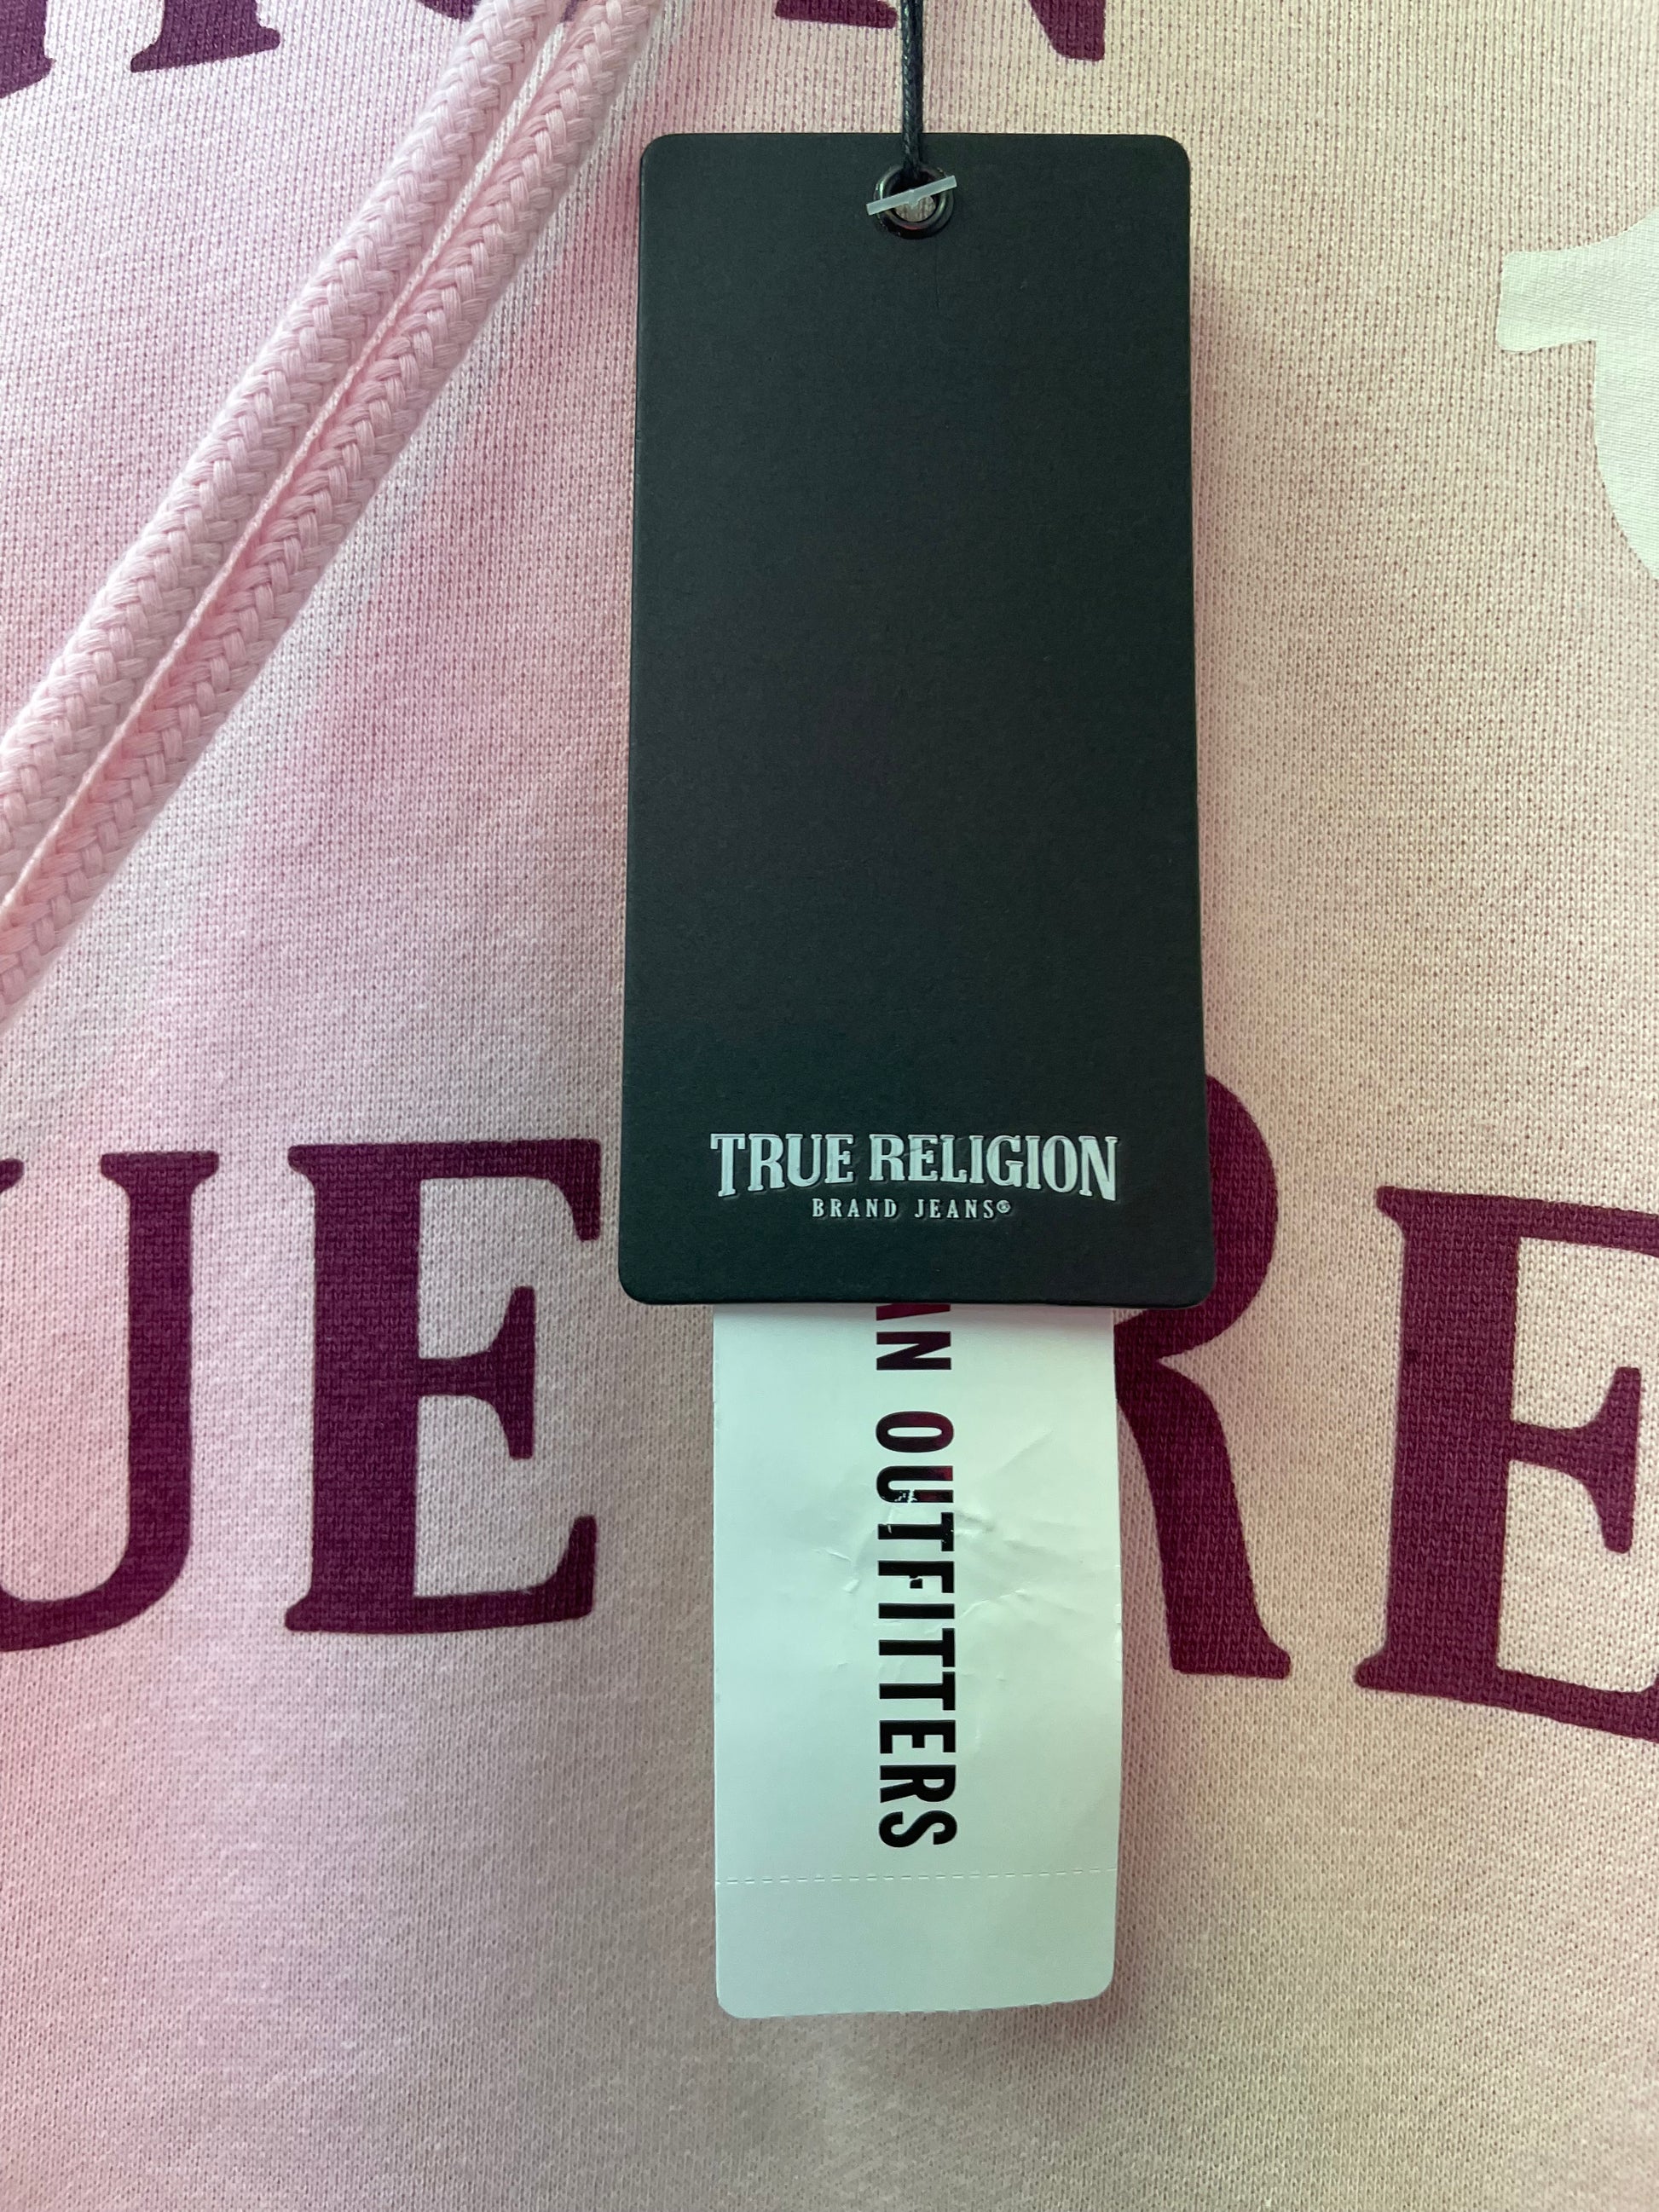 TRUE RELIGION
BRAND JEANS®
UE RE
AN OUTFITTERS